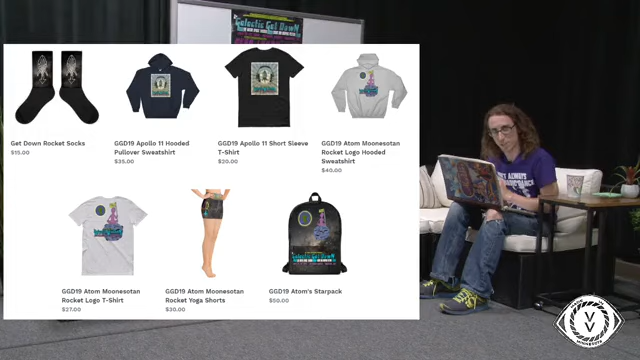 Galactic Get Down
Get Down Rocket Socks
$15.00
GGD19 Apollo 11 Hooded
Pullover Sweatshirt
$35.00
GGD19 Apollo 11 Short Sleeve
T-Shirt
$20.00
GGD19 Atom Moonesotan
Rocket Logo Hooded
Sweatshirt
$40.00
GGD19 Atom Moonesotan
Rocket Logo T-Shirt
$27.00
GGD19 Atom Moonesotan
Rocket Yoga Shorts
$30.00
GGD19 Atom's Starpack
$50.00